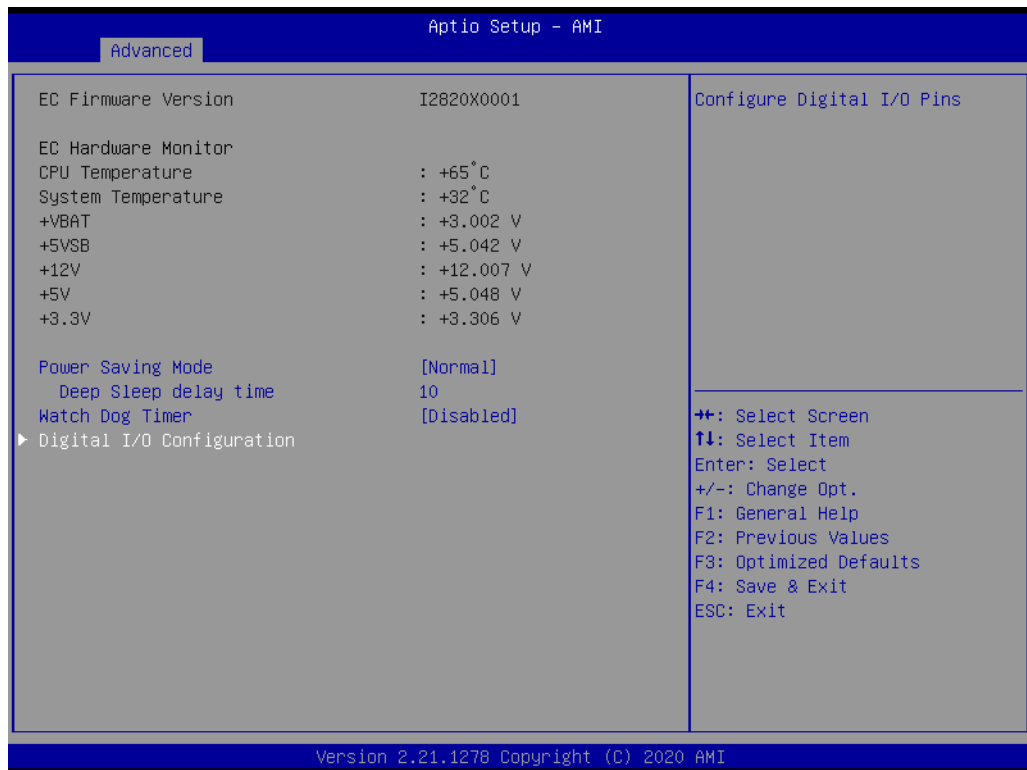 Aptio Setup – AMI
Advanced
EC Firmware Version I2820X0001
EC Hardware Monitor
CPU Temperature : +65°C
System Temperature : +32°C
+VBAT : +3.002 V
+5VSB : +5.042 V
+12V : +12.007 V
+5V : +5.048 V
+3.3V : +3.306 V
Power Saving Mode [Normal]
Deep Sleep delay time 10
Watch Dog Timer [Disabled]
► Digital I/O Configuration
Configure Digital I/O Pins
→←: Select Screen
↑↓: Select Item
Enter: Select
+/-: Change Opt.
F1: General Help
F2: Previous Values
F3: Optimized Defaults
F4: Save & Exit
ESC: Exit
Version 2.21.1278 Copyright (C) 2020 AMI